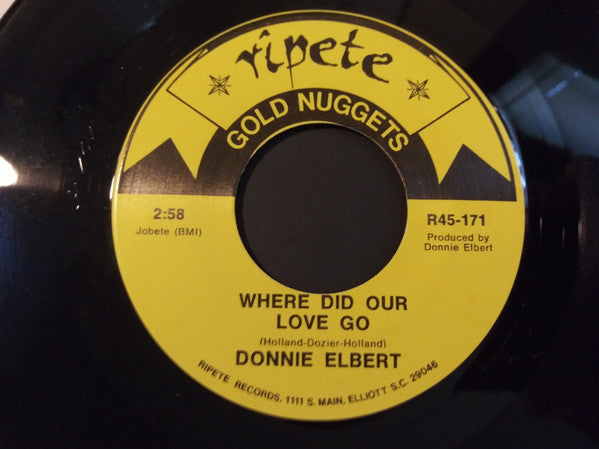 ripete
GOLD NUGGETS
2:58
Jobete (BMI)
R45-171
Produced by
Donnie Elbert
WHERE DID OUR
LOVE GO
(Holland-Dozier-Holland)
DONNIE ELBERT
RIPETE RECORDS, 1111 S. MAIN, ELLIOTT S.C. 29046